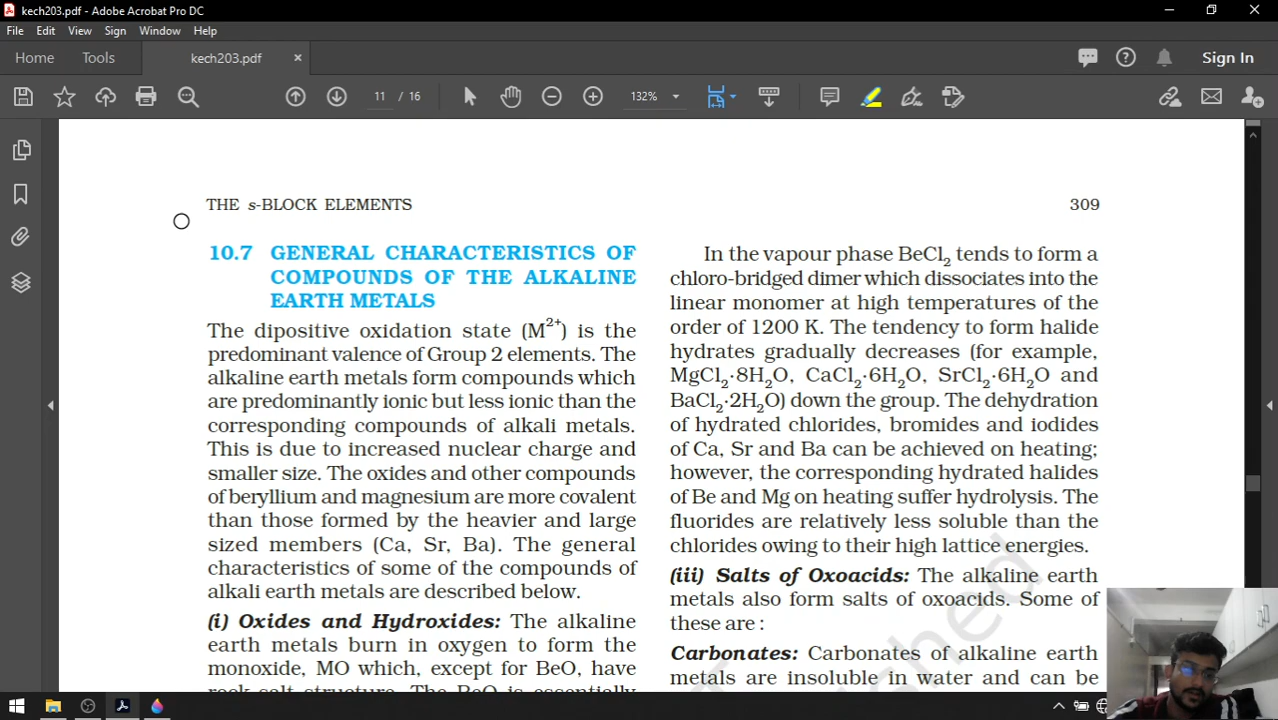 kech203.pdf - Adobe Acrobat Pro DC
File Edit View Sign Window Help
Home Tools kech203.pdf × Sign In
11 / 16 132%
THE s-BLOCK ELEMENTS 309
10.7 GENERAL CHARACTERISTICS OF
COMPOUNDS OF THE ALKALINE
EARTH METALS
The dipositive oxidation state (M²⁺) is the
predominant valence of Group 2 elements. The
alkaline earth metals form compounds which
are predominantly ionic but less ionic than the
corresponding compounds of alkali metals.
This is due to increased nuclear charge and
smaller size. The oxides and other compounds
of beryllium and magnesium are more covalent
than those formed by the heavier and large
sized members (Ca, Sr, Ba). The general
characteristics of some of the compounds of
alkali earth metals are described below.
(i) Oxides and Hydroxides: The alkaline
earth metals burn in oxygen to form the
monoxide, MO which, except for BeO, have
rock-salt structure. The BeO is essentially
In the vapour phase BeCl₂ tends to form a
chloro-bridged dimer which dissociates into the
linear monomer at high temperatures of the
order of 1200 K. The tendency to form halide
hydrates gradually decreases (for example,
MgCl₂·8H₂O, CaCl₂·6H₂O, SrCl₂·6H₂O and
BaCl₂·2H₂O) down the group. The dehydration
of hydrated chlorides, bromides and iodides
of Ca, Sr and Ba can be achieved on heating;
however, the corresponding hydrated halides
of Be and Mg on heating suffer hydrolysis. The
fluorides are relatively less soluble than the
chlorides owing to their high lattice energies.
(iii) Salts of Oxoacids: The alkaline earth
metals also form salts of oxoacids. Some of
these are :
Carbonates: Carbonates of alkaline earth
metals are insoluble in water and can be